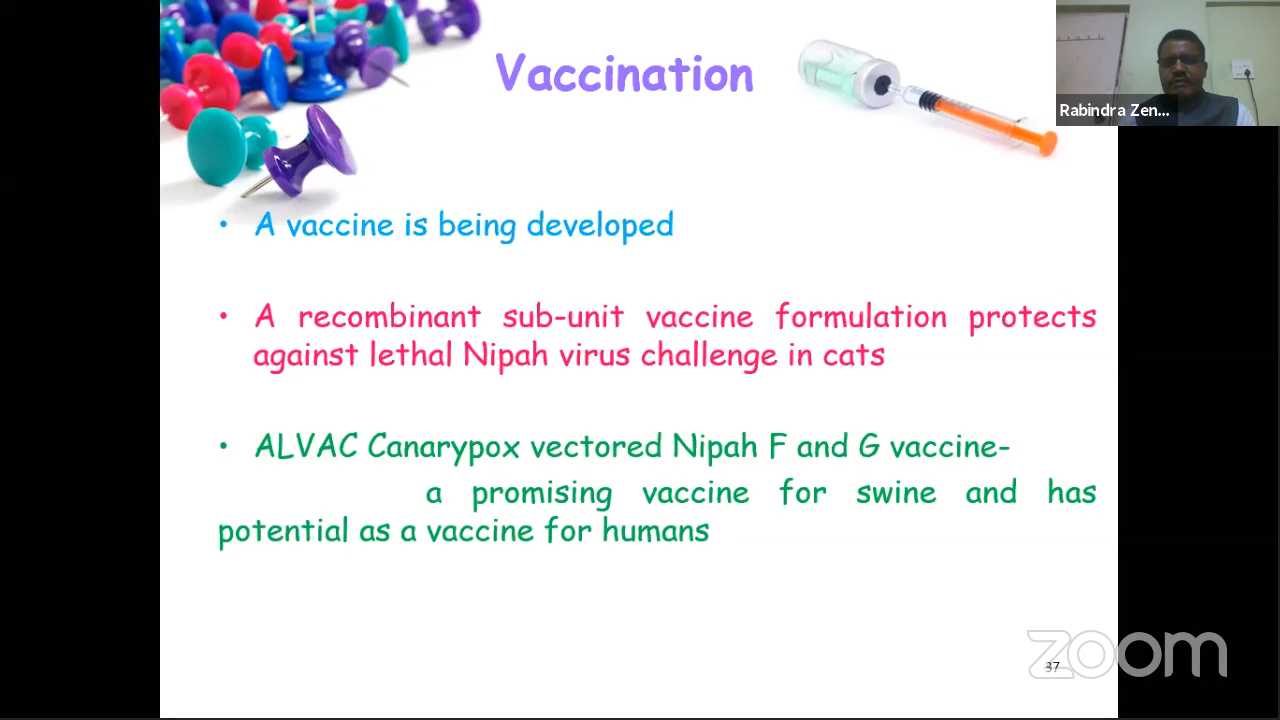 Vaccination
Rabindra Zen...
• A vaccine is being developed
• A recombinant sub-unit vaccine formulation protects
against lethal Nipah virus challenge in cats
• ALVAC Canarypox vectored Nipah F and G vaccine-
a promising vaccine for swine and has
potential as a vaccine for humans
zoom
37